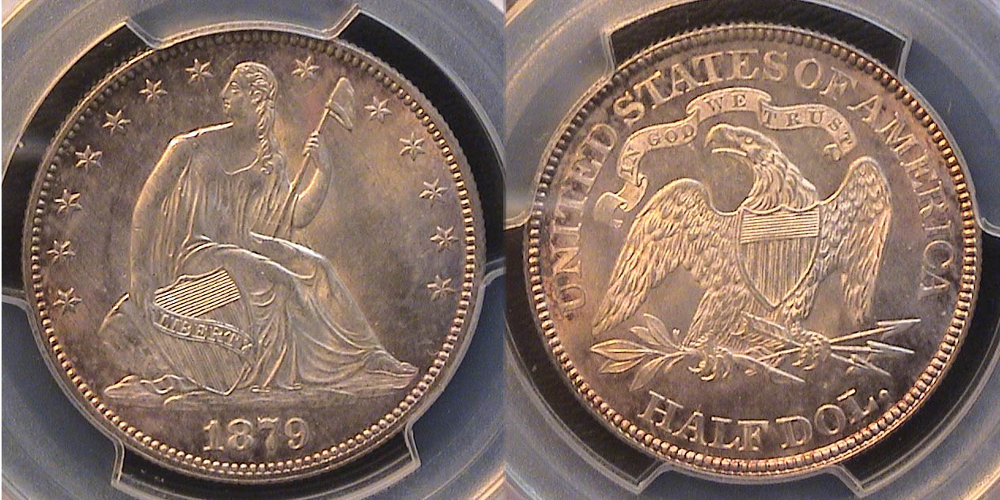 LIBERTY
1879
UNITED STATES OF AMERICA
IN GOD WE TRUST
HALF DOL.